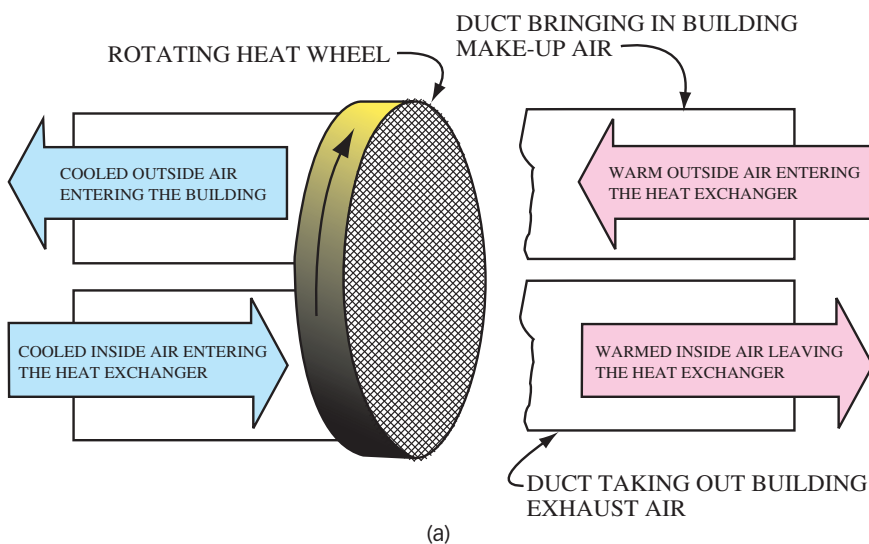 DUCT BRINGING IN BUILDING
MAKE-UP AIR
ROTATING HEAT WHEEL
COOLED OUTSIDE AIR
ENTERING THE BUILDING
WARM OUTSIDE AIR ENTERING
THE HEAT EXCHANGER
COOLED INSIDE AIR ENTERING
THE HEAT EXCHANGER
WARMED INSIDE AIR LEAVING
THE HEAT EXCHANGER
DUCT TAKING OUT BUILDING
EXHAUST AIR
(a)